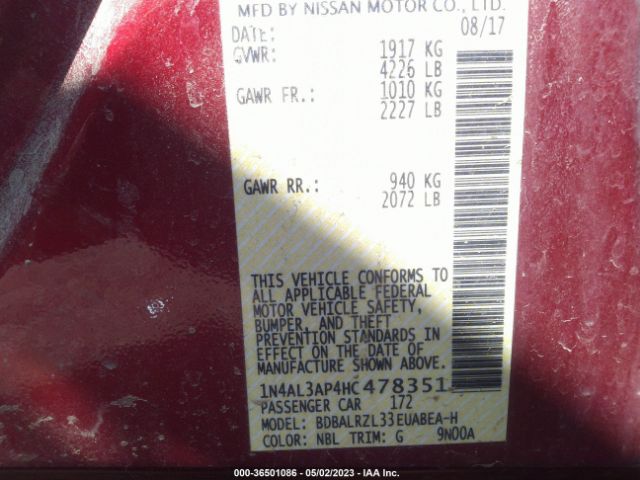 MFD BY NISSAN MOTOR CO., LTD.
DATE: 08/17
GVWR: 1917 KG
4226 LB
GAWR FR.: 1010 KG
2227 LB
GAWR RR.: 940 KG
2072 LB
THIS VEHICLE CONFORMS TO
ALL APPLICABLE FEDERAL
MOTOR VEHICLE SAFETY,
BUMPER, AND THEFT
PREVENTION STANDARDS IN
EFFECT ON THE DATE OF
MANUFACTURE SHOWN ABOVE.
1N4AL3AP4HC478351
PASSENGER CAR 172
MODEL: BDBALRZL33EUABEA-H
COLOR: NBL TRIM: G 9N00A
000-36501086 - 05/02/2023 - IAA Inc.